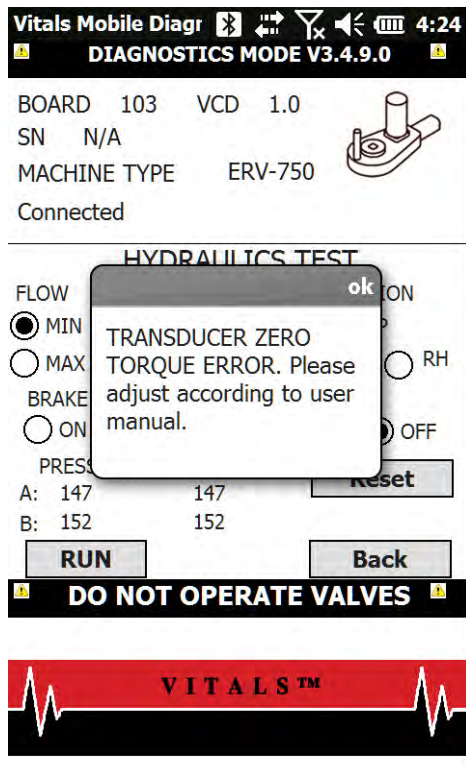 Vitals Mobile Diagr 4:24
DIAGNOSTICS MODE V3.4.9.0
BOARD 103 VCD 1.0
SN N/A
MACHINE TYPE ERV-750
Connected
HYDRAULICS TEST
FLOW ION
MIN
MAX RH
BRAKE
ON OFF
ok
TRANSDUCER ZERO
TORQUE ERROR. Please
adjust according to user
manual.
PRESS
Reset
A: 147 147
B: 152 152
RUN Back
DO NOT OPERATE VALVES
VITALS™